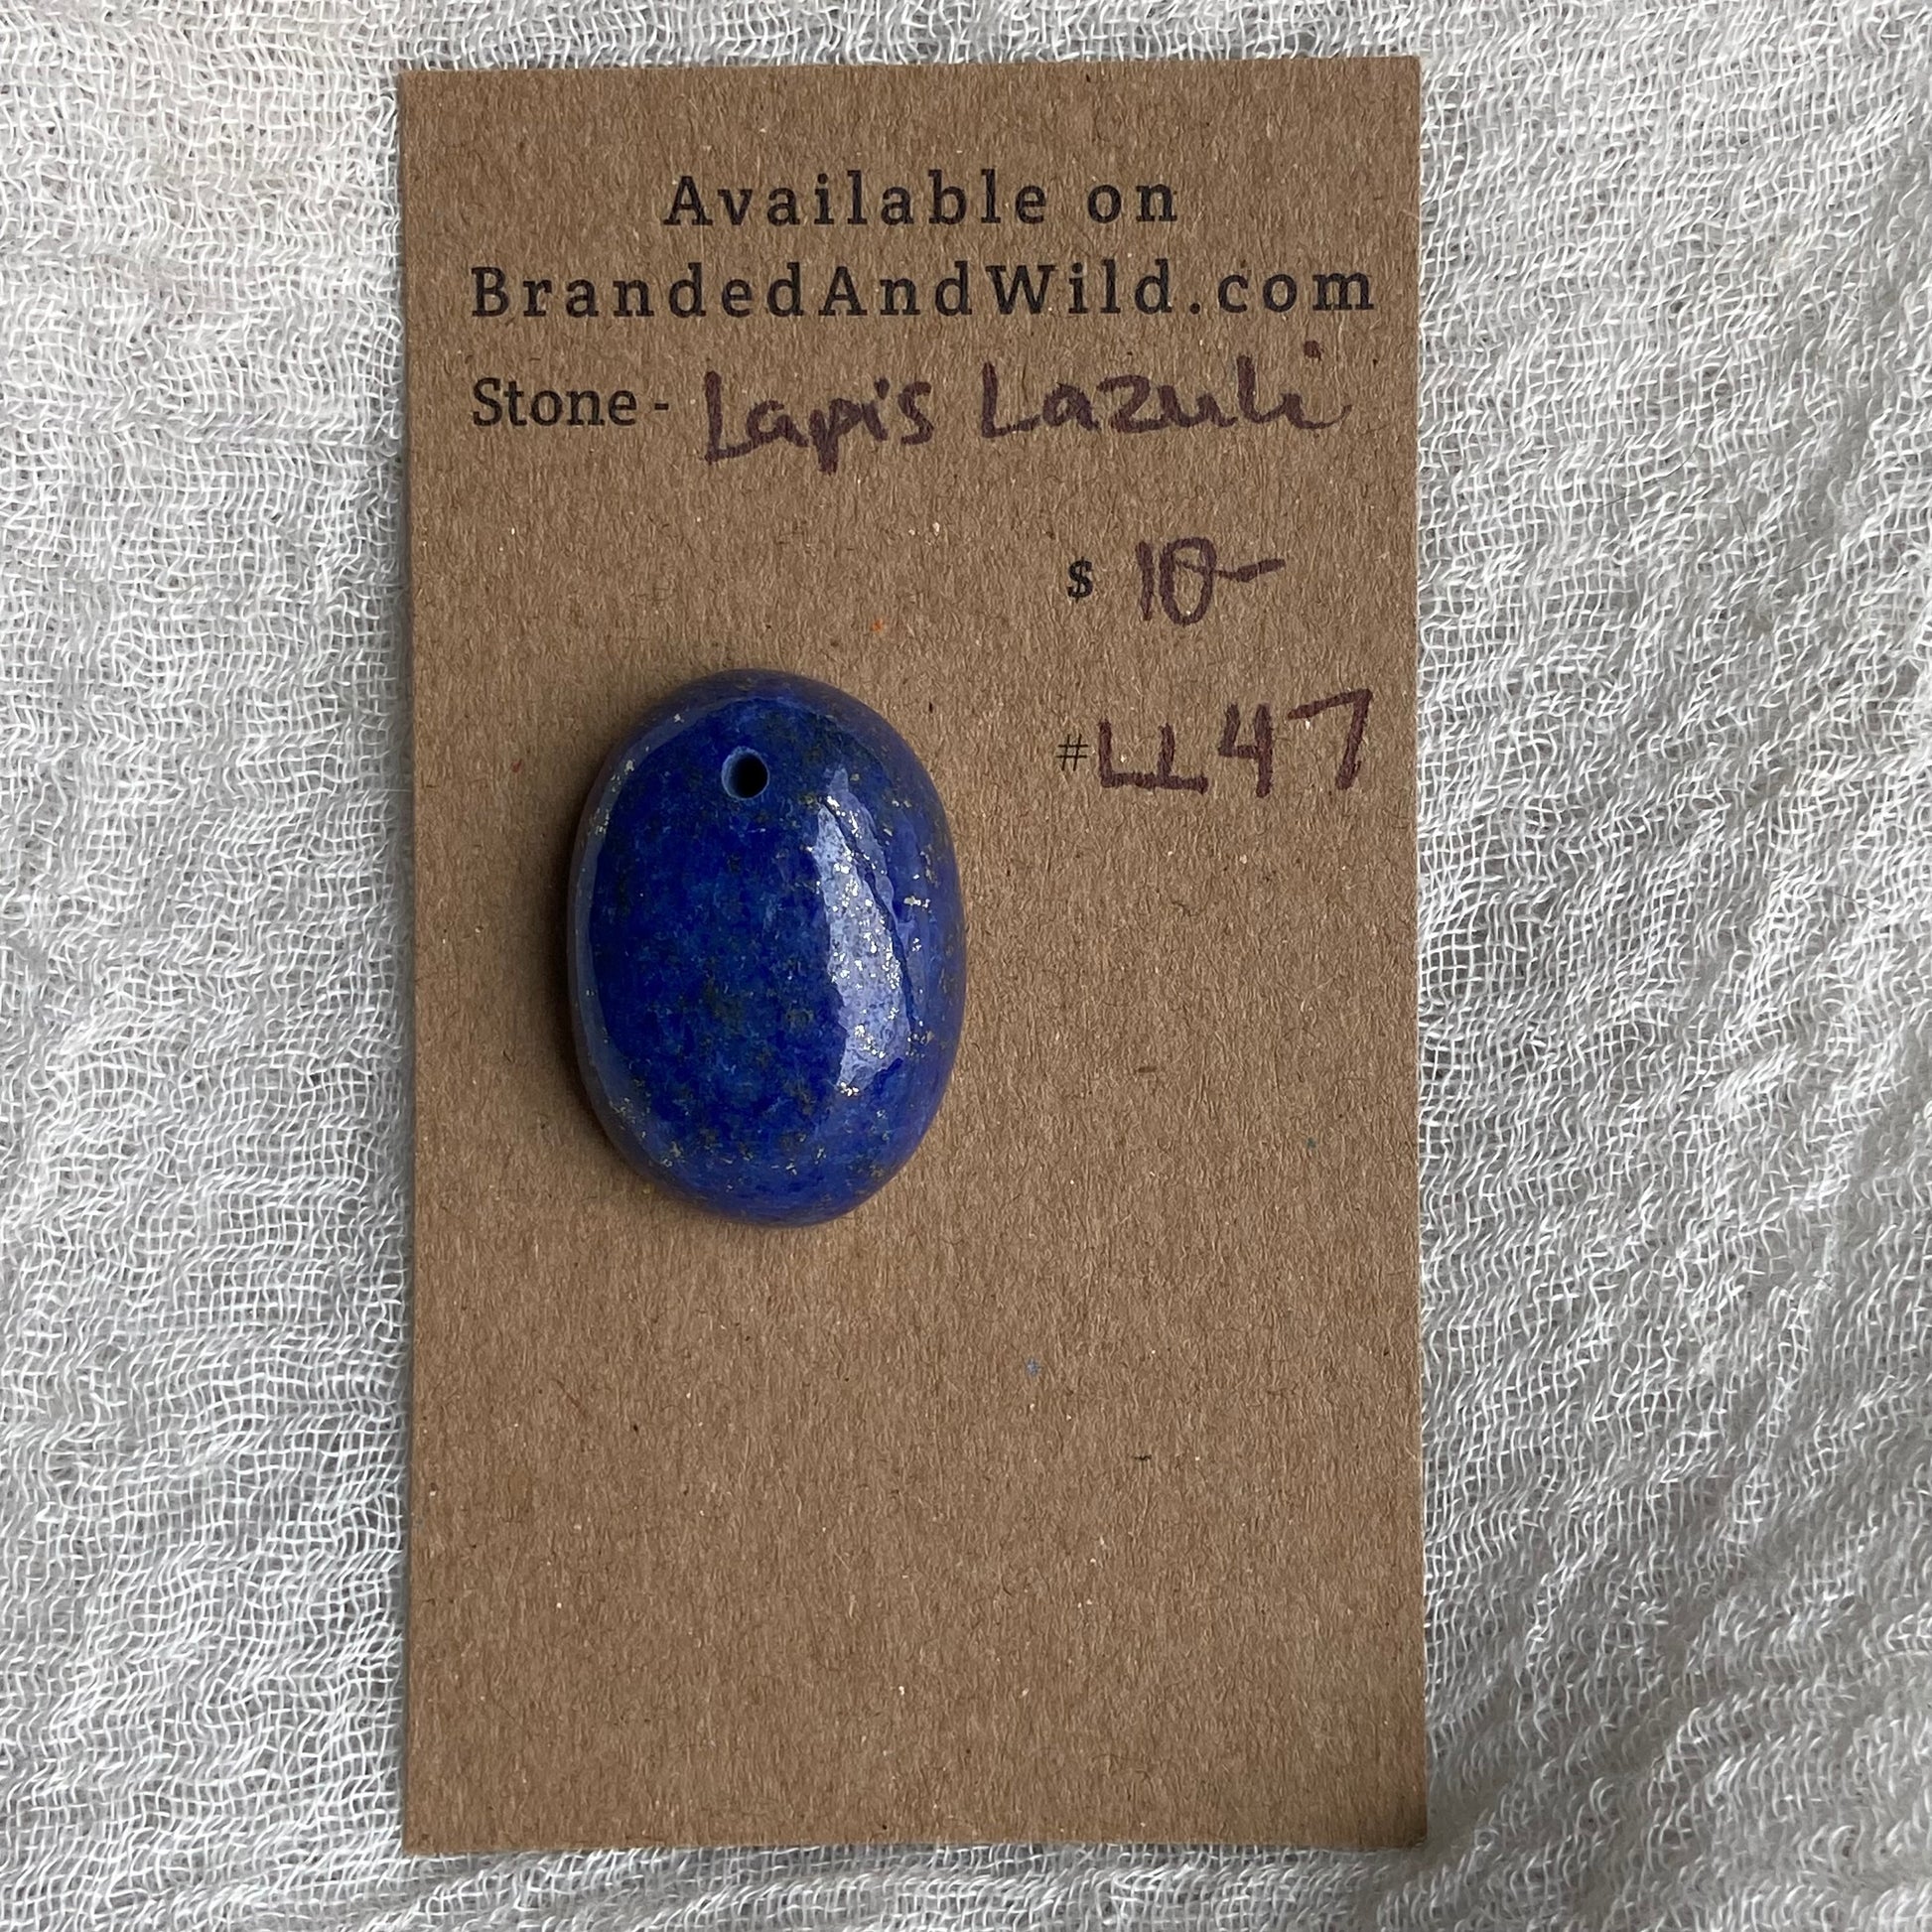 Available on
BrandedAndWild.com
Stone - Lapis Lazuli
$ 10-
#LL47